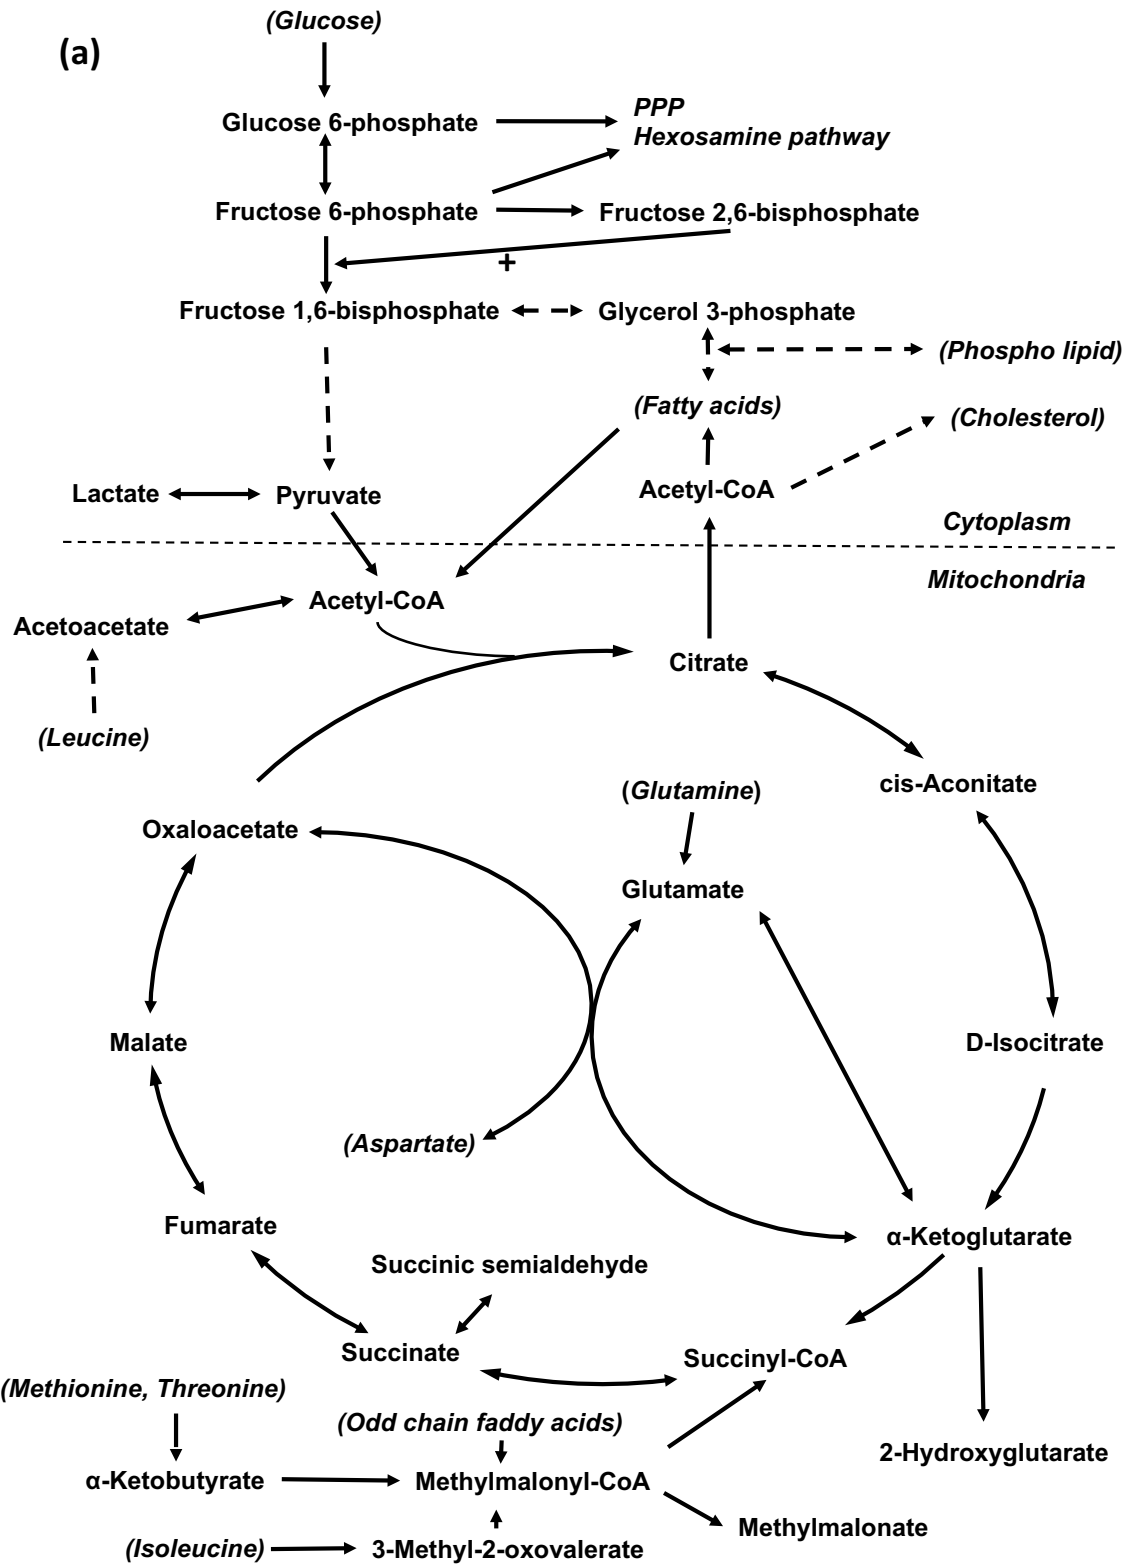 (Glucose)
(a)
Glucose 6-phosphate
PPP
Hexosamine pathway
Fructose 6-phosphate
Fructose 2,6-bisphosphate
+
Fructose 1,6-bisphosphate
Glycerol 3-phosphate
(Phospho lipid)
(Fatty acids)
(Cholesterol)
Lactate
Pyruvate
Acetyl-CoA
Cytoplasm
Mitochondria
Acetyl-CoA
Acetoacetate
Citrate
(Leucine)
cis-Aconitate
(Glutamine)
Oxaloacetate
Glutamate
Malate
D-Isocitrate
(Aspartate)
Fumarate
α-Ketoglutarate
Succinic semialdehyde
Succinate
Succinyl-CoA
(Methionine, Threonine)
(Odd chain faddy acids)
2-Hydroxyglutarate
α-Ketobutyrate
Methylmalonyl-CoA
Methylmalonate
(Isoleucine)
3-Methyl-2-oxovalerate